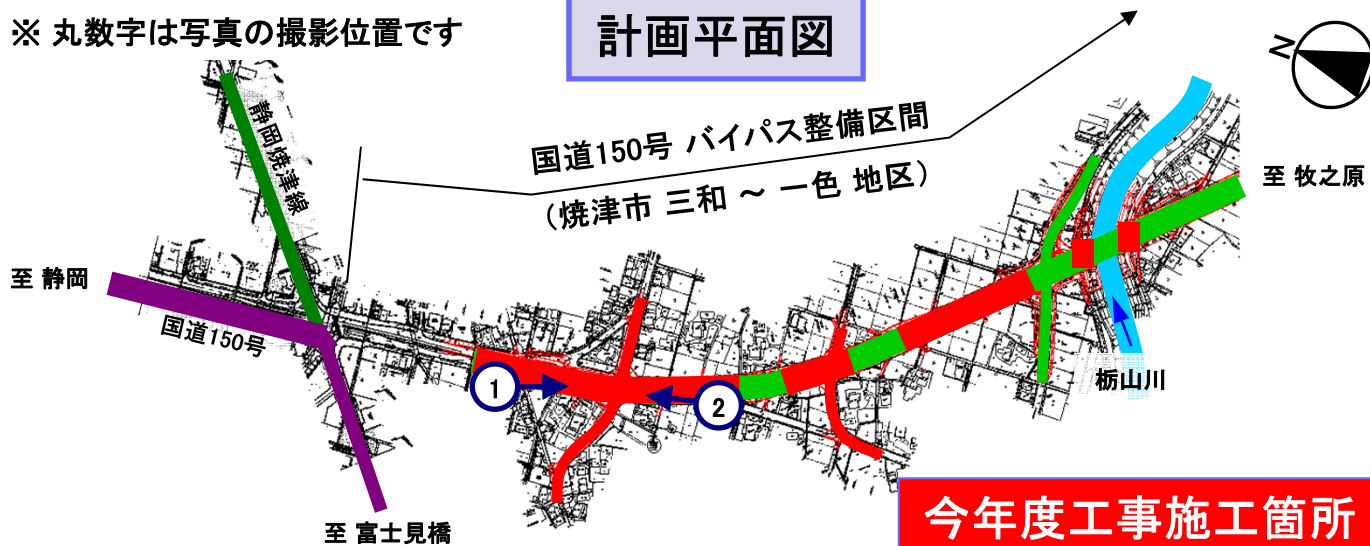 ※ 丸数字は写真の撮影位置です
計画平面図
N
国道150号 バイパス整備区間
(焼津市 三和 ~ 一色 地区)
静岡焼津線
至 牧之原
至 静岡
国道150号
1
2
栃山川
至 富士見橋
今年度工事施工箇所